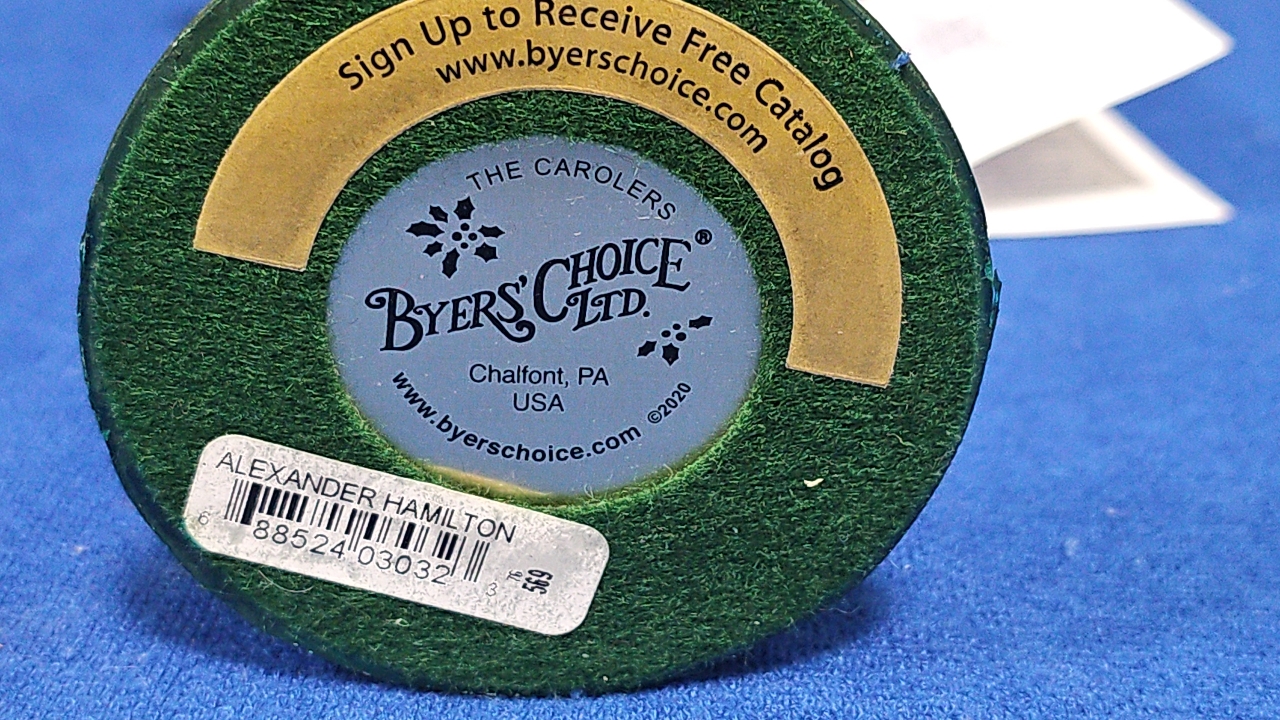 Sign Up to Receive Free Catalog
www.byerschoice.com
THE CAROLERS
BYERS' CHOICE®
LTD.
Chalfont, PA
USA
www.byerschoice.com ©2020
ALEXANDER HAMILTON
6 88524 03032 3
569